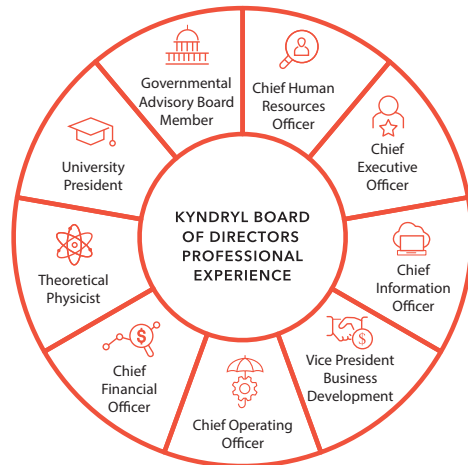 KYNDRYL BOARD
OF DIRECTORS
PROFESSIONAL
EXPERIENCE
Governmental
Advisory Board
Member
Chief Human
Resources
Officer
Chief
Executive
Officer
Chief
Information
Officer
Vice President
Business
Development
Chief Operating
Officer
Chief
Financial
Officer
Theoretical
Physicist
University
President